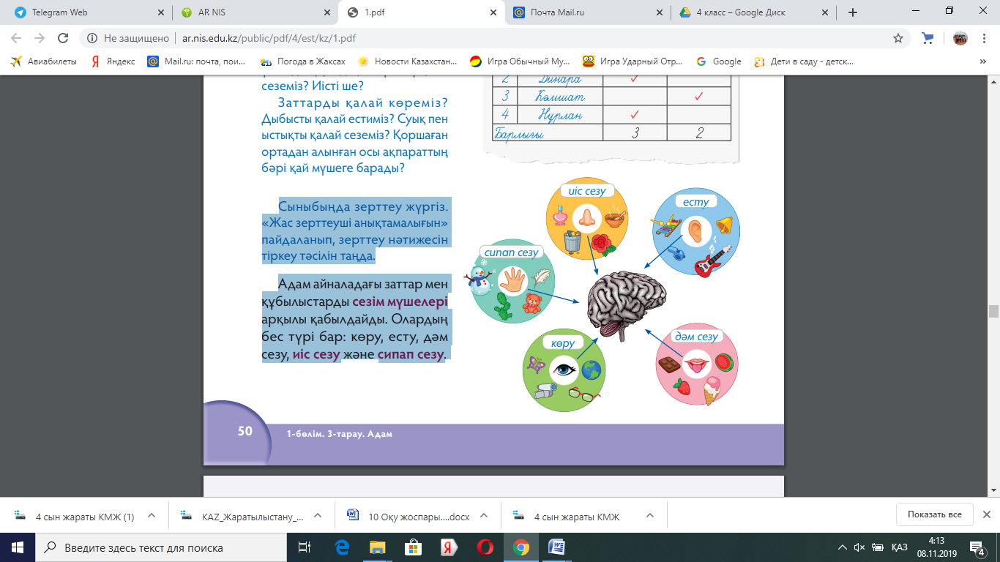 Telegram Web
AR NIS
1.pdf
Почта Mail.ru
4 класс – Google Диск
Не защищено
ar.nis.edu.kz/public/pdf/4/est/kz/1.pdf
Авиабилеты
Яндекс
Mail.ru: почта, пои...
Погода в Жаксах
Новости Казахстан...
Игра Обычный Му...
Игра Ударный Отр...
Google
Дети в саду - детск...
сеземіз? Иісті ше?
Заттарды қалай көреміз?
Дыбысты қалай естиміз? Суық пен
ыстықты қалай сеземіз? Қоршаған
ортадан алынған осы ақпараттың
бәрі қай мүшеге барады?
Сыныбыңда зерттеу жүргіз.
«Жас зерттеуші анықтамалығын»
пайдаланып, зерттеу нәтижесін
тіркеу тәсілін таңда.
Адам айналадағы заттар мен
құбылыстарды сезім мүшелері
арқылы қабылдайды. Олардың
бес түрі бар: көру, есту, дәм
сезу, иіс сезу және сипап сезу.
2 Динара ✓
3 Кәмшат ✓
4 Нұрлан ✓
Барлығы 3 2
иіс сезу
есту
сипап сезу
көру
дәм сезу
50
1-бөлім. 3-тарау. Адам
4 сын жараты КМЖ (1)
KAZ_Жаратылыстану_...
10 Оқу жоспары....docx
4 сын жараты КМЖ
Показать все
Введите здесь текст для поиска
ҚАЗ
4:13
08.11.2019
4